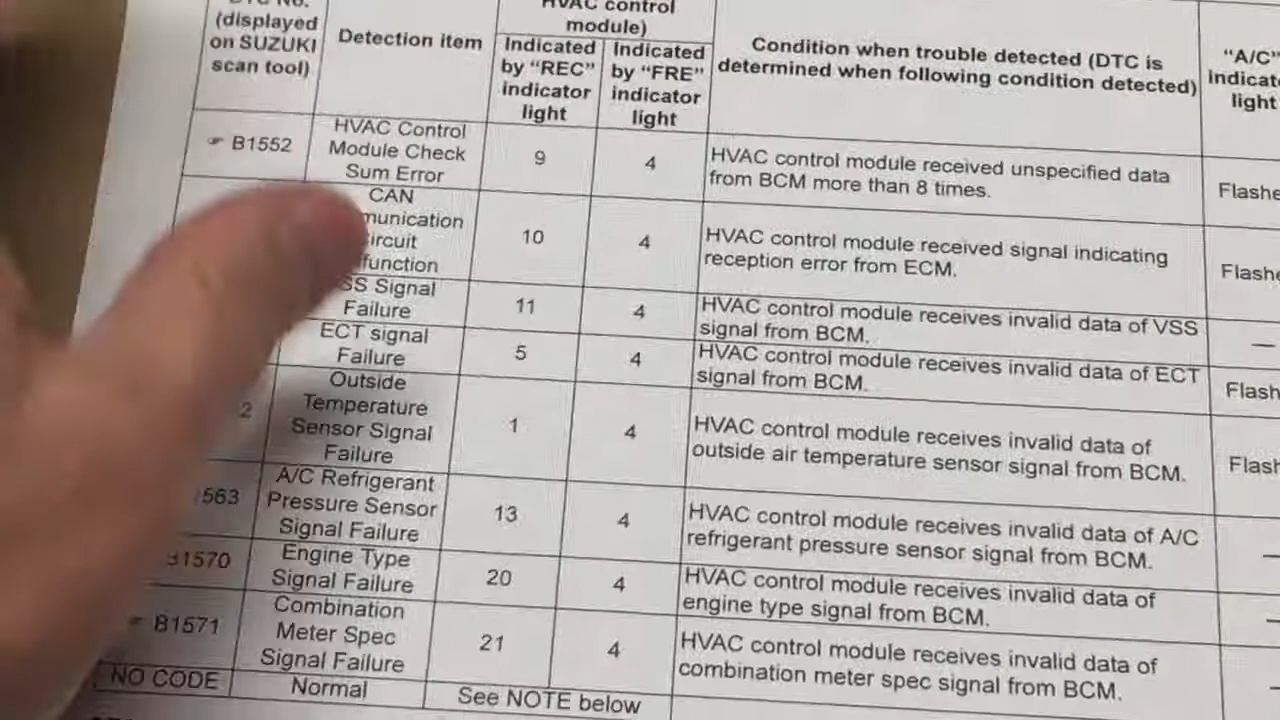 (displayed
on SUZUKI
scan tool)
Detection item
HVAC control
module)
Indicated
by “REC”
indicator
light
Indicated
by “FRE”
indicator
light
Condition when trouble detected (DTC is
determined when following condition detected)
“A/C”
light
B1552
HVAC Control
Module Check
Sum Error
9
4
HVAC control module received unspecified data
from BCM more than 8 times.
CAN
10
4
HVAC control module received signal indicating
reception error from ECM.
Signal
Failure
11
4
HVAC control module receives invalid data of VSS
signal from BCM.
—
ECT signal
Failure
5
4
HVAC control module receives invalid data of ECT
signal from BCM.
2
Outside
Temperature
Sensor Signal
Failure
1
4
HVAC control module receives invalid data of
outside air temperature sensor signal from BCM.
563
A/C Refrigerant
Pressure Sensor
Signal Failure
13
4
HVAC control module receives invalid data of A/C
refrigerant pressure sensor signal from BCM.
B1570
Engine Type
Signal Failure
20
4
HVAC control module receives invalid data of
engine type signal from BCM.
B1571
Combination
Meter Spec
Signal Failure
21
4
HVAC control module receives invalid data of
combination meter spec signal from BCM.
NO CODE
Normal
See NOTE below